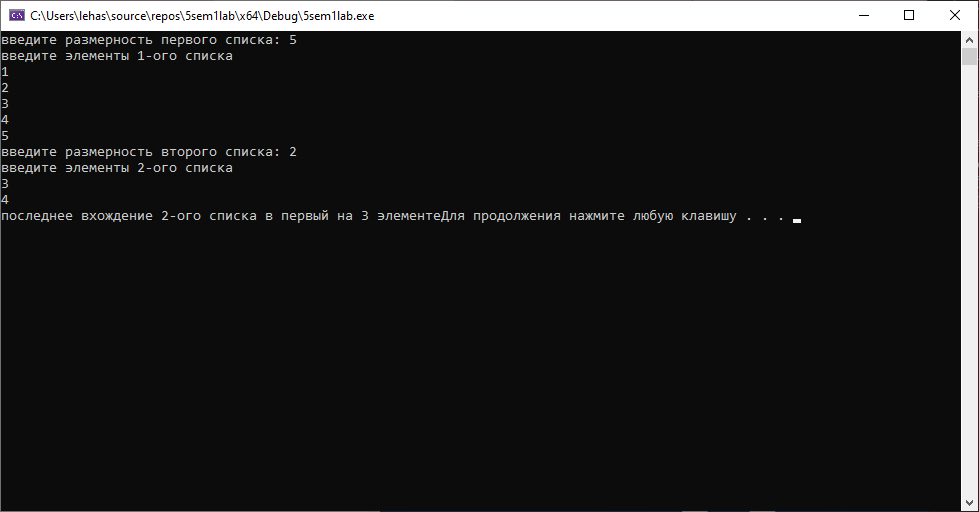 C:\Users\lehas\source\repos\5sem1lab\x64\Debug\5sem1lab.exe
введите размерность первого списка: 5
введите элементы 1-ого списка
1
2
3
4
5
введите размерность второго списка: 2
введите элементы 2-ого списка
3
4
последнее вхождение 2-ого списка в первый на 3 элементеДля продолжения нажмите любую клавишу . . .